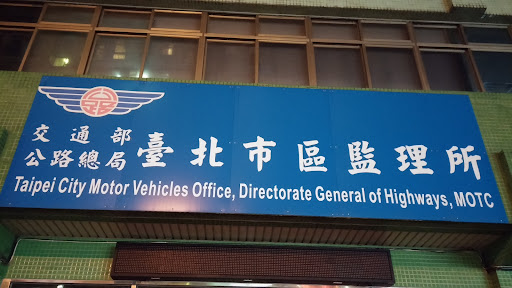 交通部
公路總局
臺北市區監理所
Taipei City Motor Vehicles Office, Directorate General of Highways, MOTC